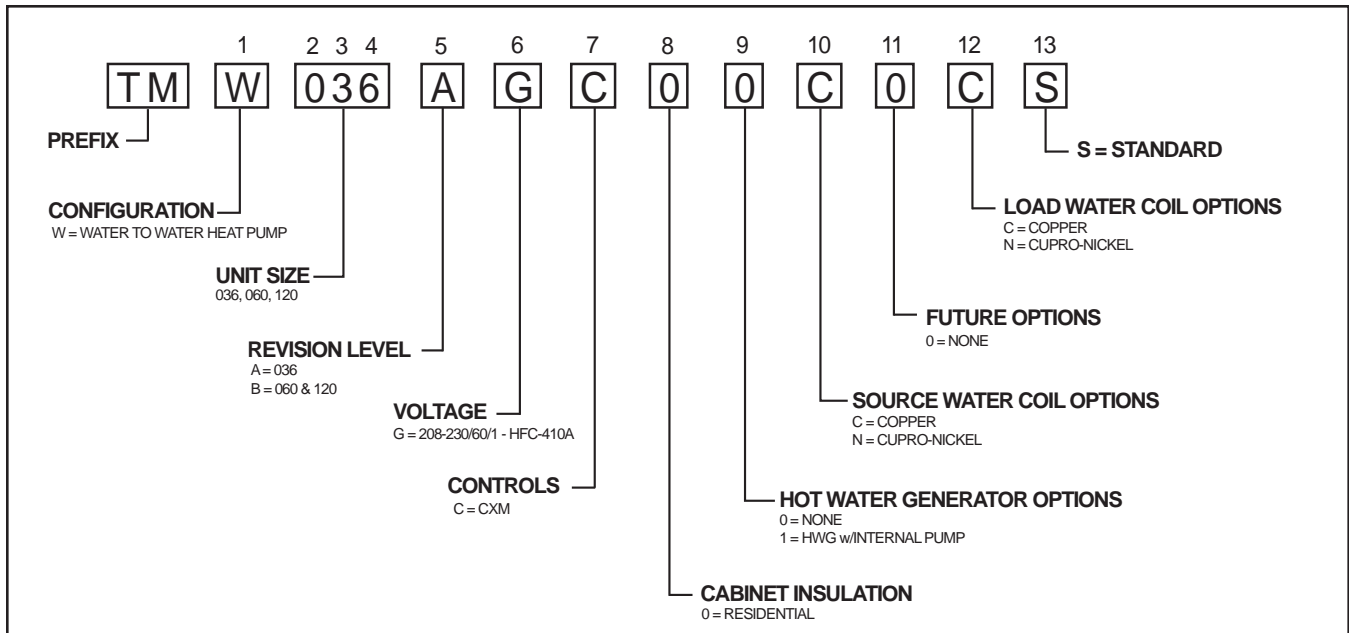 1 2 3 4 5 6 7 8 9 10 11 12 13
TM W 036 A G C 0 0 C 0 C S
PREFIX
S = STANDARD
CONFIGURATION
W = WATER TO WATER HEAT PUMP
LOAD WATER COIL OPTIONS
C = COPPER
N = CUPRO-NICKEL
UNIT SIZE
036, 060, 120
FUTURE OPTIONS
0 = NONE
REVISION LEVEL
A = 036
B = 060 & 120
SOURCE WATER COIL OPTIONS
C = COPPER
N = CUPRO-NICKEL
VOLTAGE
G = 208-230/60/1 - HFC-410A
CONTROLS
C = CXM
HOT WATER GENERATOR OPTIONS
0 = NONE
1 = HWG w/INTERNAL PUMP
CABINET INSULATION
0 = RESIDENTIAL